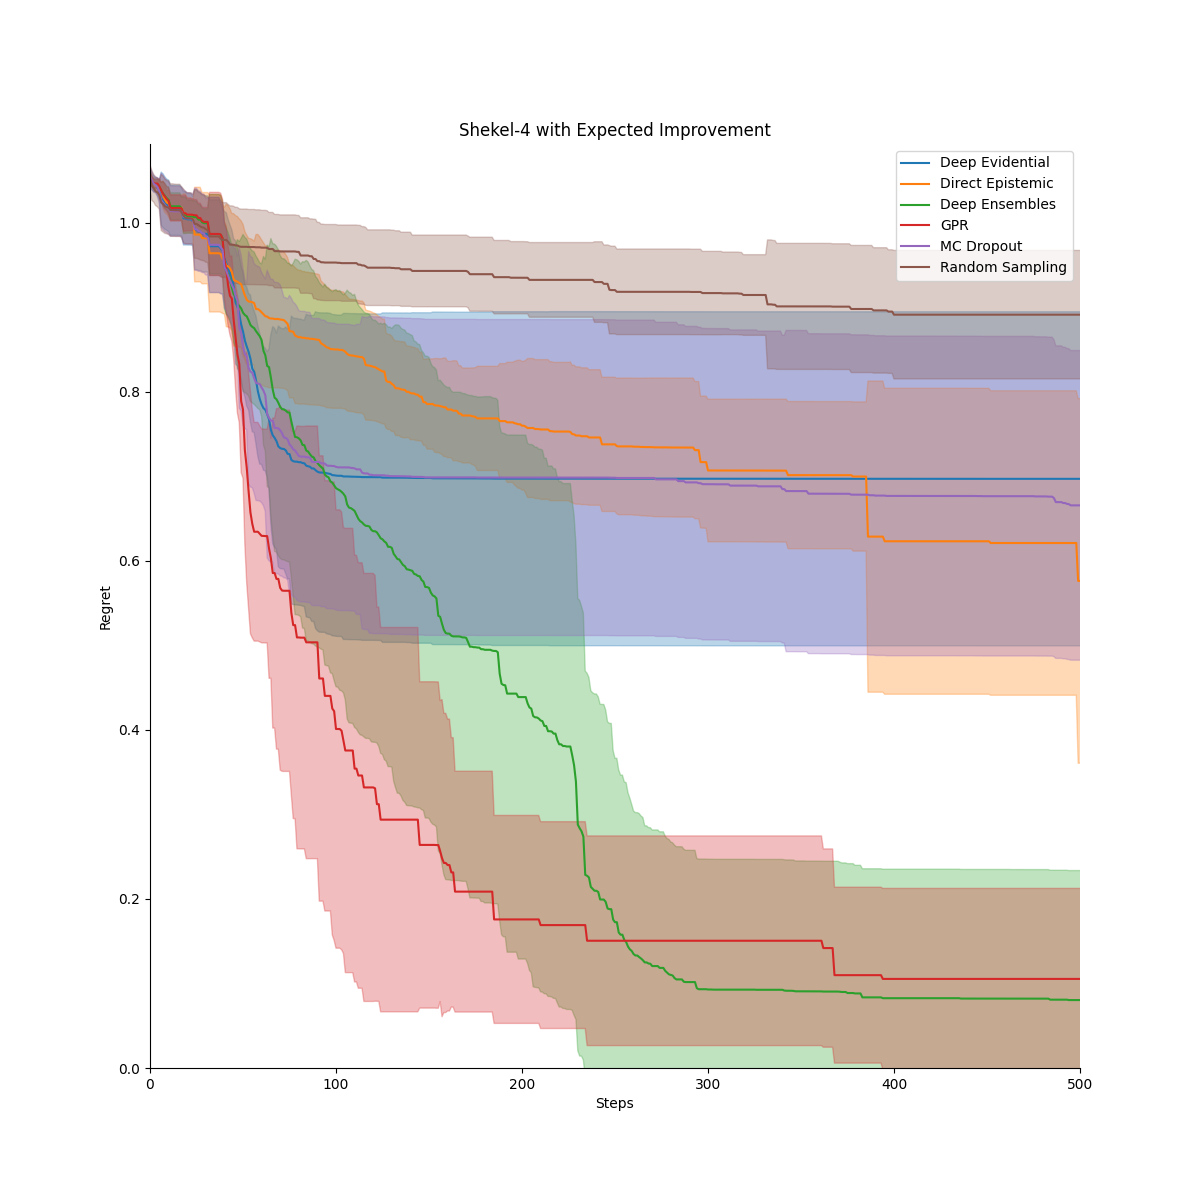 Shekel-4 with Expected Improvement
Deep Evidential
Direct Epistemic
Deep Ensembles
GPR
MC Dropout
Random Sampling
Regret
1.0
0.8
0.6
0.4
0.2
0.0
0 100 200 300 400 500
Steps